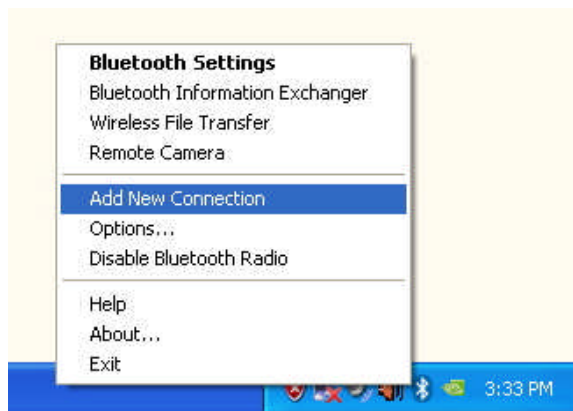 Bluetooth Settings
Bluetooth Information Exchanger
Wireless File Transfer
Remote Camera
Add New Connection
Options...
Disable Bluetooth Radio
Help
About...
Exit
3:33 PM